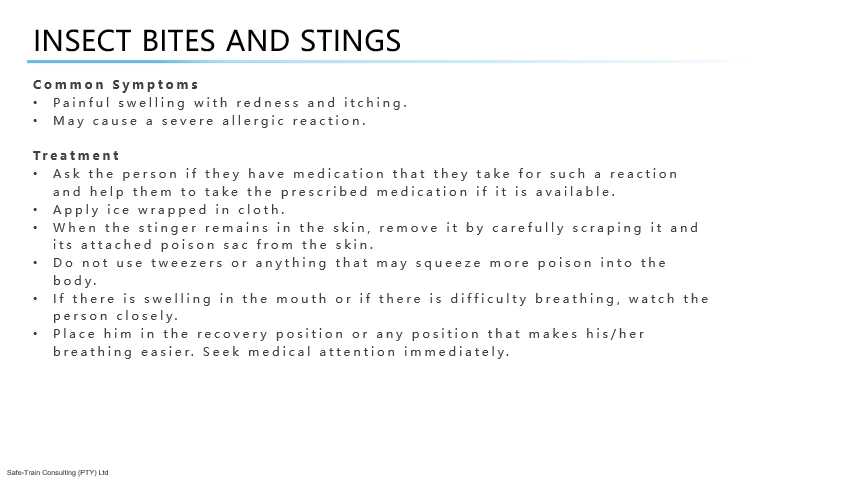 INSECT BITES AND STINGS
Common Symptoms
• Painful swelling with redness and itching.
• May cause a severe allergic reaction.
Treatment
• Ask the person if they have medication that they take for such a reaction
and help them to take the prescribed medication if it is available.
• Apply ice wrapped in cloth.
• When the stinger remains in the skin, remove it by carefully scraping it and
its attached poison sac from the skin.
• Do not use tweezers or anything that may squeeze more poison into the
body.
• If there is swelling in the mouth or if there is difficulty breathing, watch the
person closely.
• Place him in the recovery position or any position that makes his/her
breathing easier. Seek medical attention immediately.
Safe-Train Consulting (PTY) Ltd